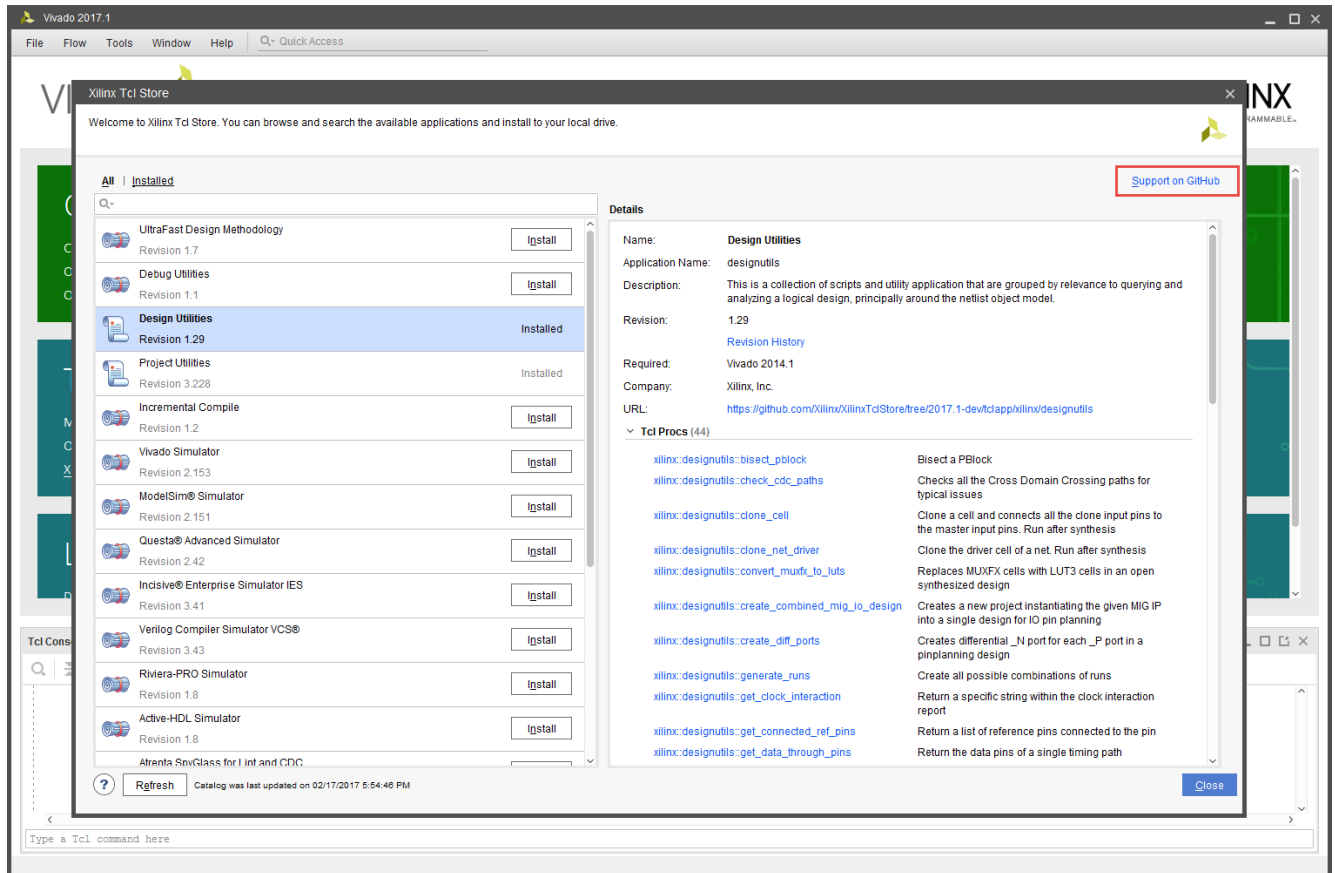 Vivado 2017.1
File Flow Tools Window Help Quick Access
VI
INX
RAMMABLE.
Xilinx Tcl Store
Welcome to Xilinx Tcl Store. You can browse and search the available applications and install to your local drive.
All | Installed
Support on GitHub
Details
UltraFast Design Methodology
Revision 1.7
Install
Debug Utilities
Revision 1.1
Install
Design Utilities
Revision 1.29
Installed
Project Utilities
Revision 3.228
Installed
Incremental Compile
Revision 1.2
Install
Vivado Simulator
Revision 2.153
Install
ModelSim® Simulator
Revision 2.151
Install
Questa® Advanced Simulator
Revision 2.42
Install
Incisive® Enterprise Simulator IES
Revision 3.41
Install
Verilog Compiler Simulator VCS®
Revision 3.43
Install
Riviera-PRO Simulator
Revision 1.8
Install
Active-HDL Simulator
Revision 1.8
Install
Atrenta SpyGlass for Lint and CDC
Name: Design Utilities
Application Name: designutils
Description: This is a collection of scripts and utility application that are grouped by relevance to querying and
analyzing a logical design, principally around the netlist object model.
Revision: 1.29
Revision History
Required: Vivado 2014.1
Company: Xilinx, Inc.
URL: https://github.com/Xilinx/XilinxTclStore/tree/2017.1-dev/tclapp/xilinx/designutils
Tcl Procs (44)
xilinx::designutils::bisect_pblock Bisect a PBlock
xilinx::designutils::check_cdc_paths Checks all the Cross Domain Crossing paths for
typical issues
xilinx::designutils::clone_cell Clone a cell and connects all the clone input pins to
the master input pins. Run after synthesis
xilinx::designutils::clone_net_driver Clone the driver cell of a net. Run after synthesis
xilinx::designutils::convert_muxfx_to_luts Replaces MUXFX cells with LUT3 cells in an open
synthesized design
xilinx::designutils::create_combined_mig_io_design Creates a new project instantiating the given MIG IP
into a single design for IO pin planning
xilinx::designutils::create_diff_ports Creates differential _N port for each _P port in a
pinplanning design
xilinx::designutils::generate_runs Create all possible combinations of runs
xilinx::designutils::get_clock_interaction Return a specific string within the clock interaction
report
xilinx::designutils::get_connected_ref_pins Return a list of reference pins connected to the pin
xilinx::designutils::get_data_through_pins Return the data pins of a single timing path
? Refresh Catalog was last updated on 02/17/2017 5:54:46 PM
Close
Tcl Cons
Type a Tcl command here